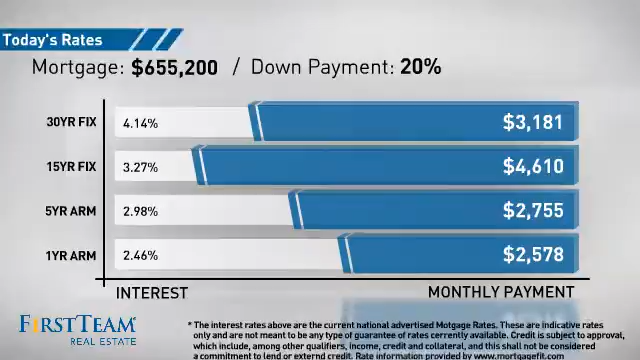 Today's Rates
Mortgage: $655,200 / Down Payment: 20%
30YR FIX 4.14% $3,181
15YR FIX 3.27% $4,610
5YR ARM 2.98% $2,755
1YR ARM 2.46% $2,578
INTEREST MONTHLY PAYMENT
FIRSTTEAM®
REAL ESTATE
* The interest rates above are the current national advertised Motgage Rates. These are indicative rates
only and are not meant to be any type of guarantee of rates cerrently available. Credit is subject to approval,
which include, among other qualifiers, income, credit and collateral, and this shall not be considered
a commitment to lend or externd credit. Rate information provided by www.mortgagefit.com